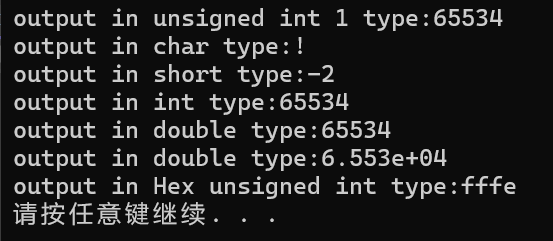 output in unsigned int 1 type:65534
output in char type:!
output in short type:-2
output in int type:65534
output in double type:65534
output in double type:6.553e+04
output in Hex unsigned int type:fffe
请按任意键继续. . .